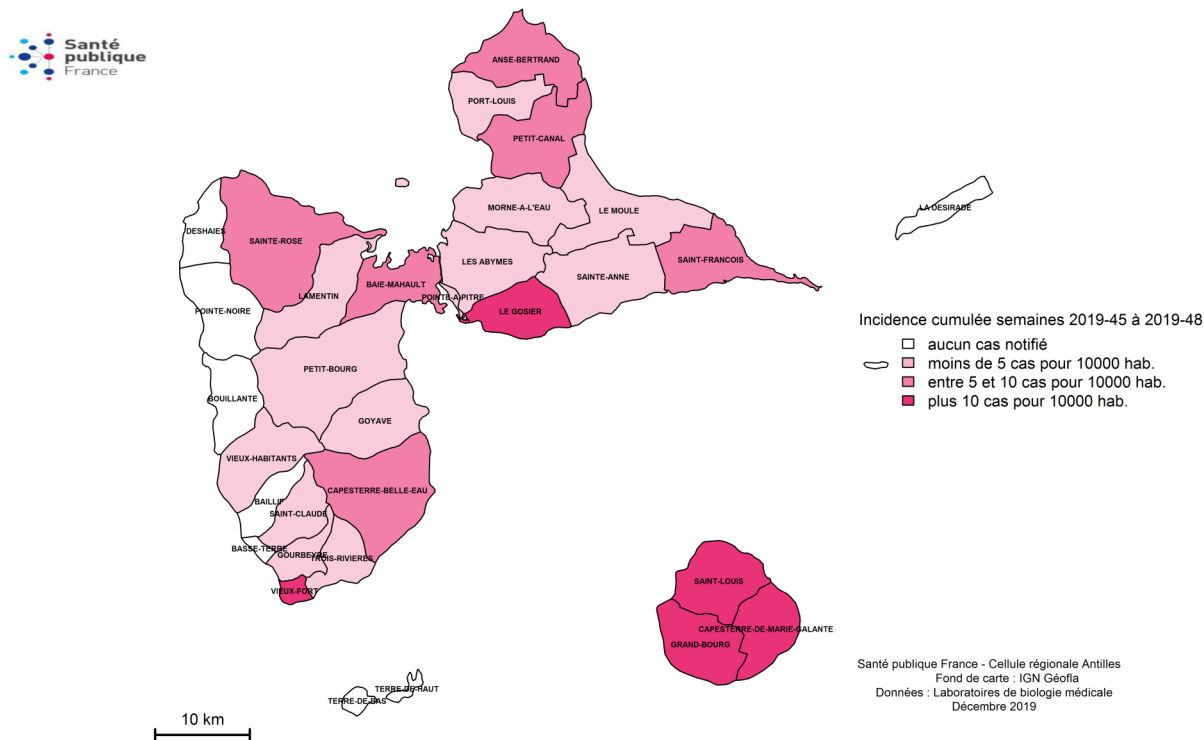 Santé
publique
France
ANSE-BERTRAND
PORT-LOUIS
PETIT-CANAL
MORNE-A-L'EAU
LE MOULE
LA DESIRADE
DESHAIES
SAINTE-ROSE
LES ABYMES
SAINT-FRANCOIS
SAINTE-ANNE
BAIE-MAHAULT
LAMENTIN
POINTE-A-PITRE
POINTE-NOIRE
LE GOSIER
Incidence cumulée semaines 2019-45 à 2019-48
aucun cas notifié
moins de 5 cas pour 10000 hab.
entre 5 et 10 cas pour 10000 hab.
plus 10 cas pour 10000 hab.
PETIT-BOURG
BOUILLANTE
GOYAVE
VIEUX-HABITANTS
CAPESTERRE-BELLE-EAU
BAILLIF
SAINT-CLAUDE
BASSE-TERRE
GOURBEYRE
TROIS-RIVIERES
VIEUX-FORT
SAINT-LOUIS
CAPESTERRE-DE-MARIE-GALANTE
GRAND-BOURG
TERRE-DE-HAUT
TERRE-DE-BAS
Santé publique France - Cellule régionale Antilles
Fond de carte : IGN Géofla
Données : Laboratoires de biologie médicale
Décembre 2019
10 km